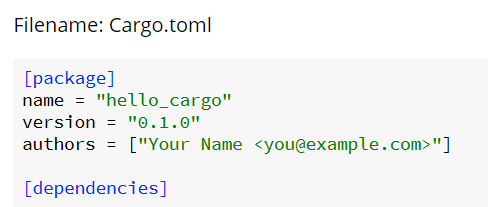 Filename: Cargo.toml
[package]
name = "hello_cargo"
version = "0.1.0"
authors = ["Your Name <you@example.com>"]
[dependencies]